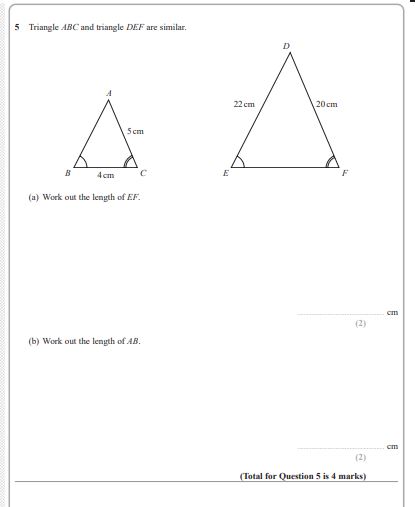 5 Triangle ABC and triangle DEF are similar.
D
A
22 cm
20 cm
5 cm
B
4 cm
C
E
F
(a) Work out the length of EF.
cm
(2)
(b) Work out the length of AB.
cm
(2)
(Total for Question 5 is 4 marks)